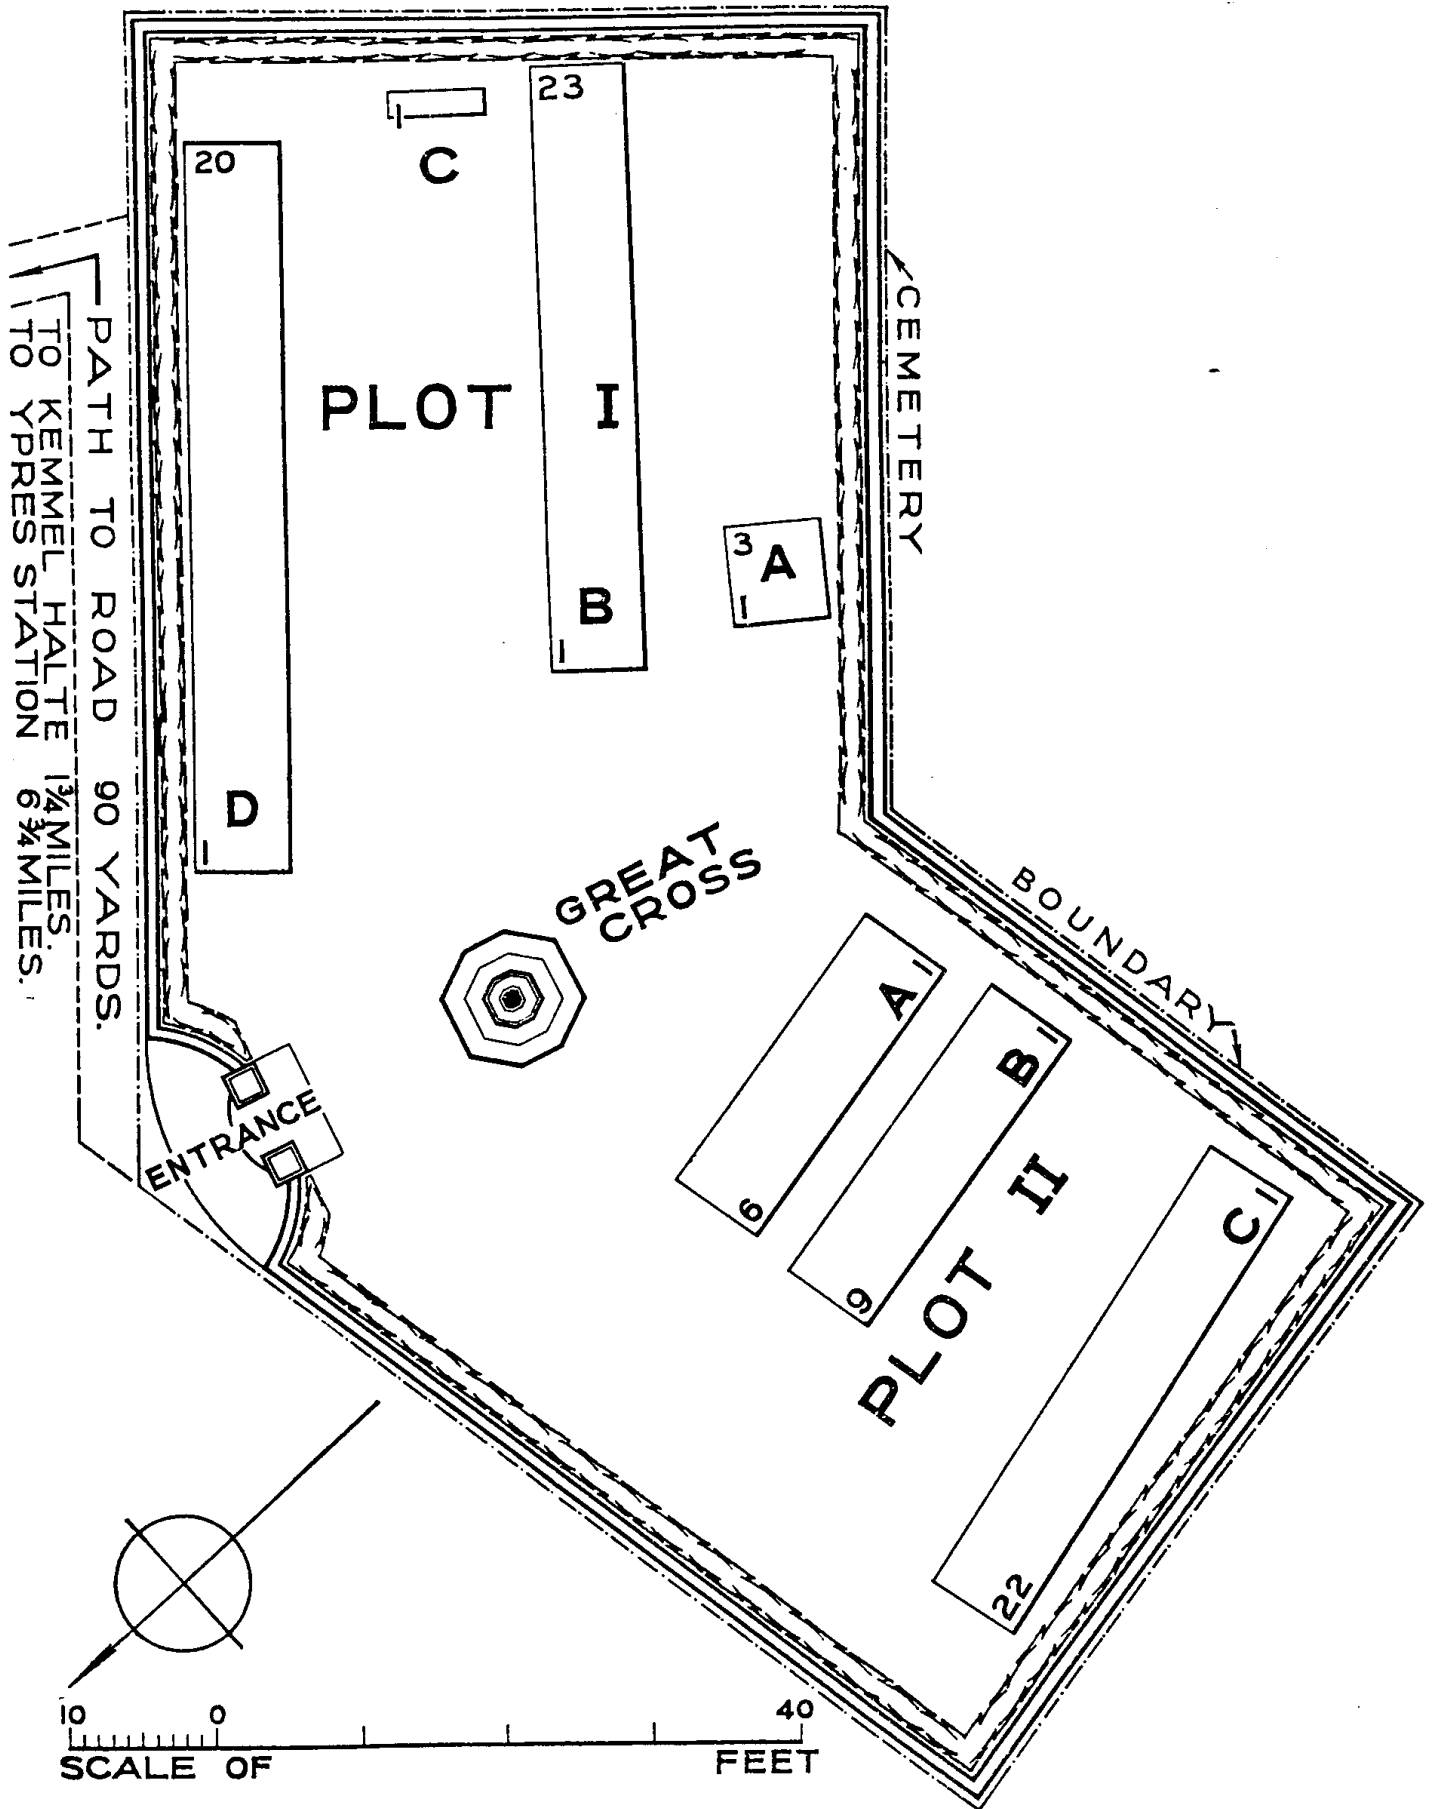 23
1
C
20
PLOT I
CEMETERY
3
A
1
B
1
D
1
PATH TO ROAD 90 YARDS.
TO KEMMEL HALTE 1¾ MILES.
TO YPRES STATION 6¾ MILES.
GREAT
CROSS
BOUNDARY
ENTRANCE
1
A
6
1
B
9
PLOT II
1
C
22
10 0 40
SCALE OF FEET